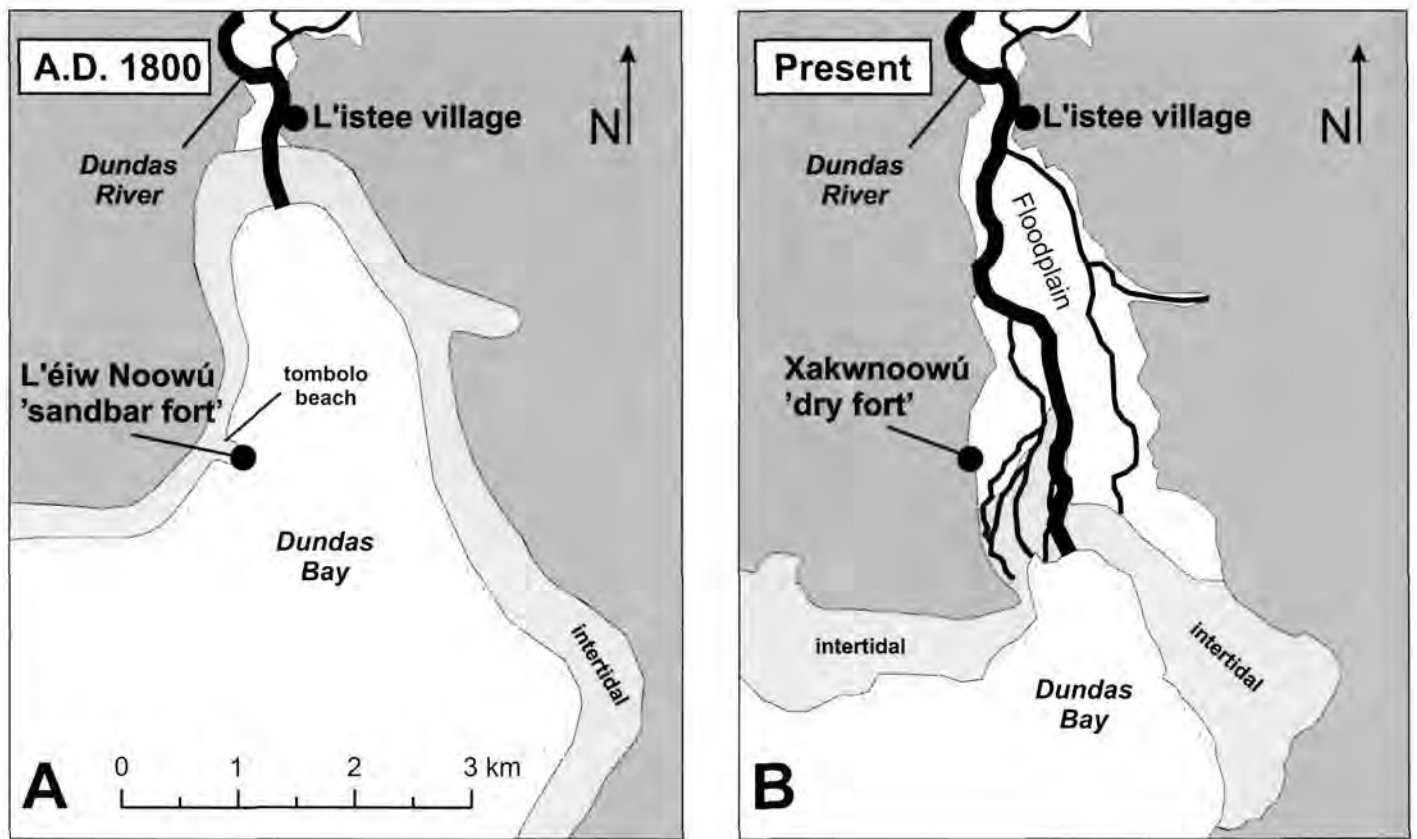 A.D. 1800
L'istee village
N
Dundas
River
L'éiw Noowú
'sandbar fort'
tombolo
beach
Dundas
Bay
intertidal
0 1 2 3 km
A
Present
L'istee village
N
Dundas
River
Floodplain
Xakwnoowú
’dry fort’
intertidal
intertidal
Dundas
Bay
B